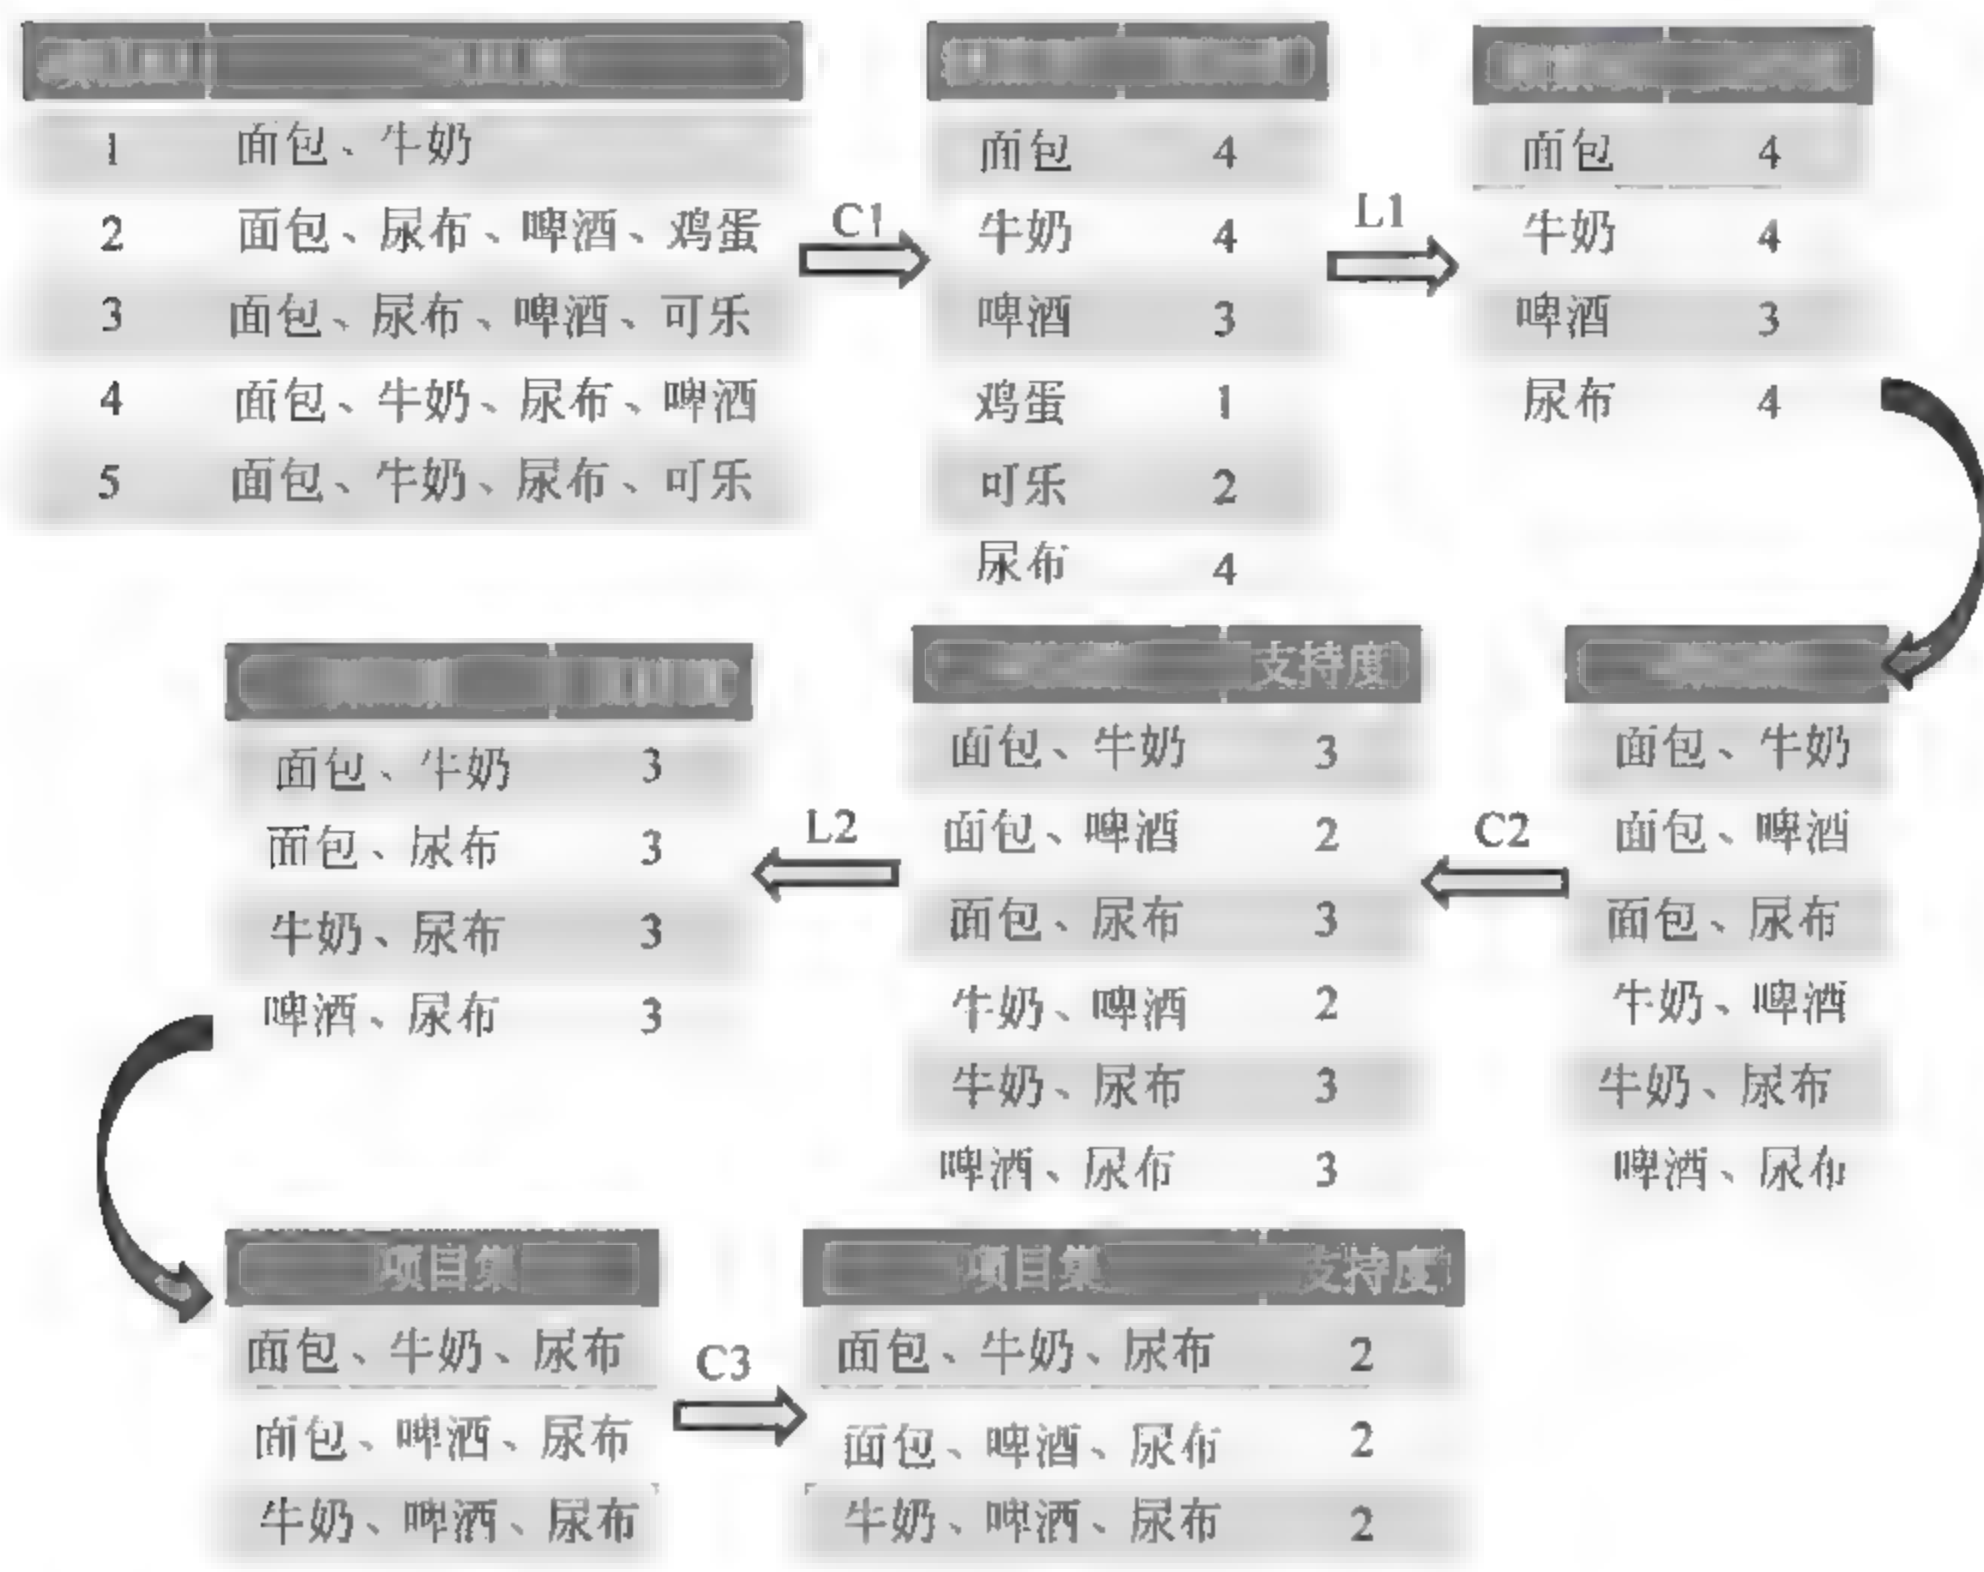 1 面包、牛奶
2 面包、尿布、啤酒、鸡蛋
3 面包、尿布、啤酒、可乐
4 面包、牛奶、尿布、啤酒
5 面包、牛奶、尿布、可乐
C1
面包 4
牛奶 4
啤酒 3
鸡蛋 1
可乐 2
尿布 4
L1
面包 4
牛奶 4
啤酒 3
尿布 4
面包、牛奶
面包、啤酒
面包、尿布
牛奶、啤酒
牛奶、尿布
啤酒、尿布
C2
支持度
面包、牛奶 3
面包、啤酒 2
面包、尿布 3
牛奶、啤酒 2
牛奶、尿布 3
啤酒、尿布 3
L2
面包、牛奶 3
面包、尿布 3
牛奶、尿布 3
啤酒、尿布 3
项目集
面包、牛奶、尿布
面包、啤酒、尿布
牛奶、啤酒、尿布
C3
项目集 支持度
面包、牛奶、尿布 2
面包、啤酒、尿布 2
牛奶、啤酒、尿布 2